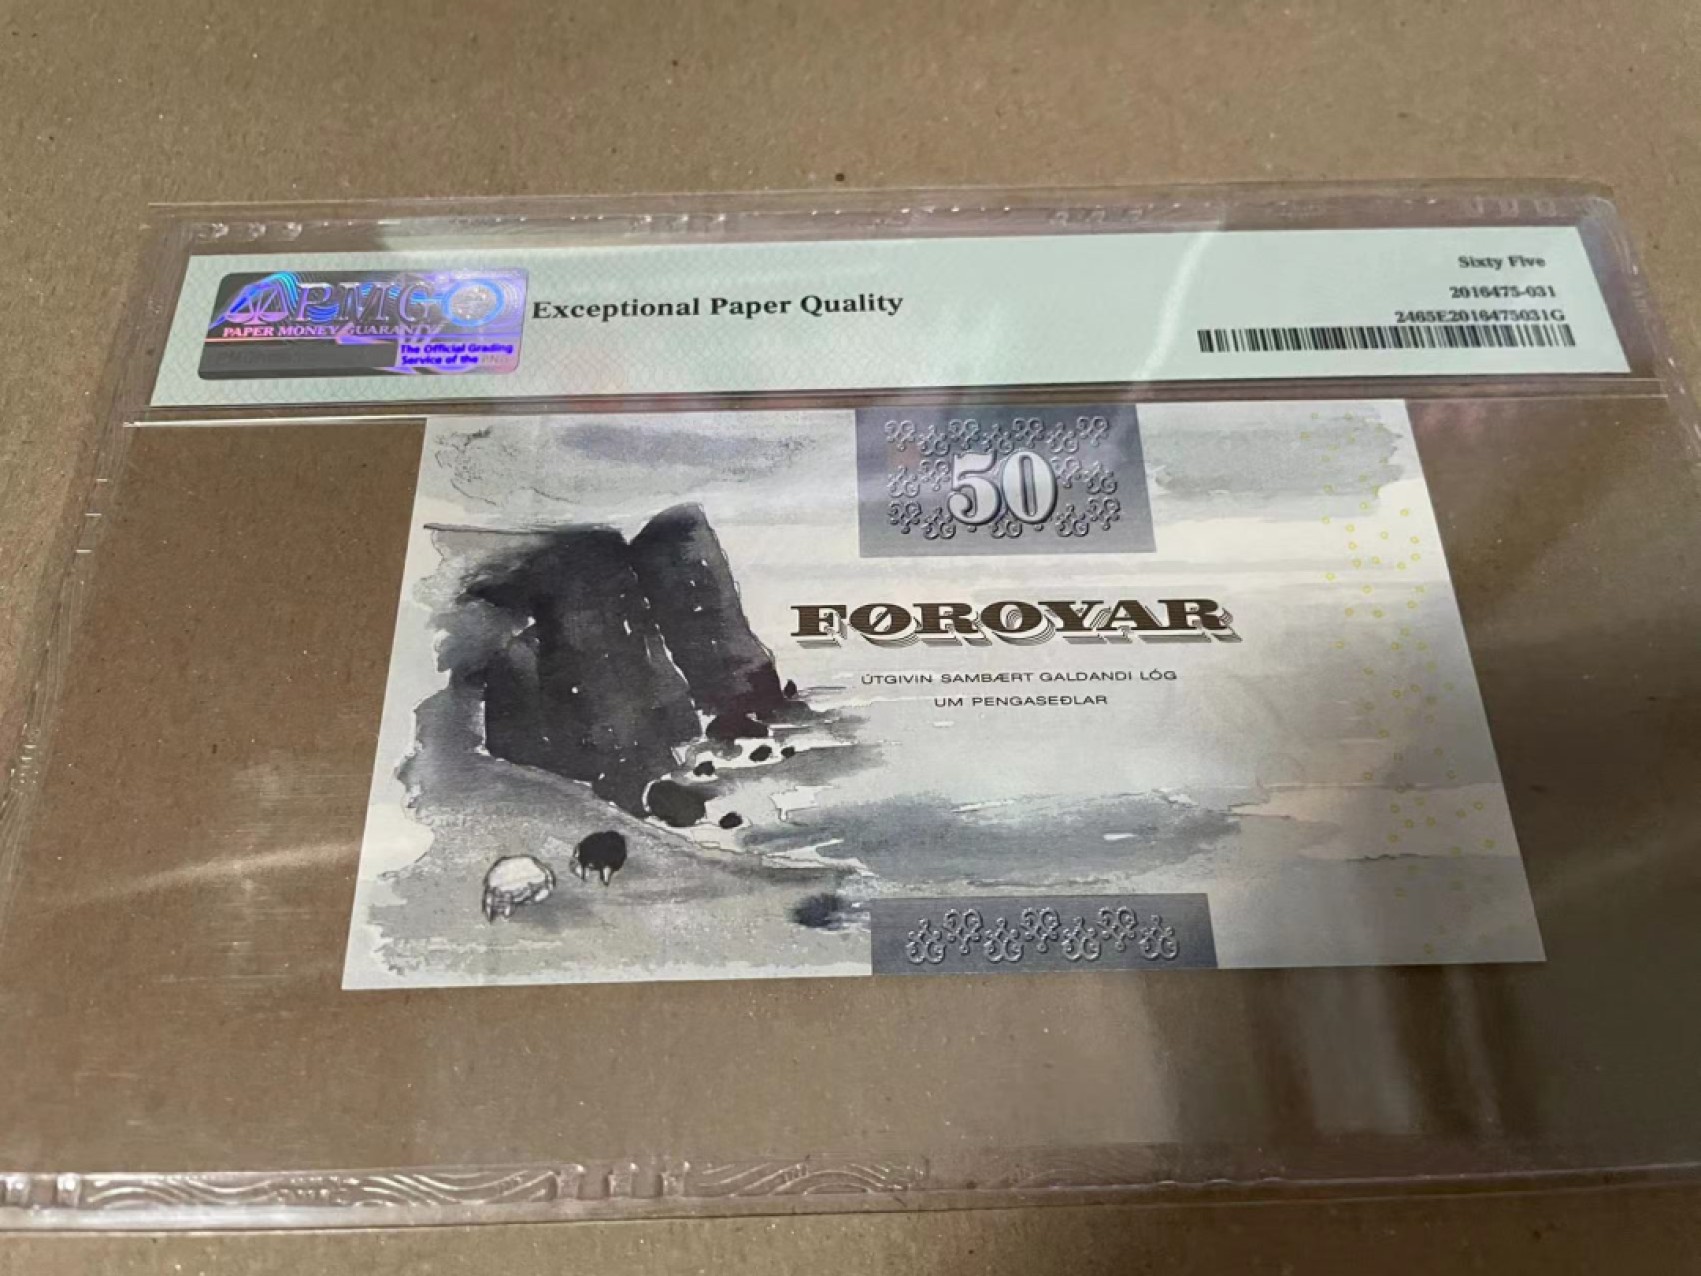 PMG
PAPER MONEY GUARANTY
The Official Grading
Service of the PNG
Exceptional Paper Quality
Sixty Five
2016475-031
2465E2016475031G
50
FØROYAR
ÚTGIVIN SAMBÆRT GALDANDI LÓG
UM PENGASEÐLAR